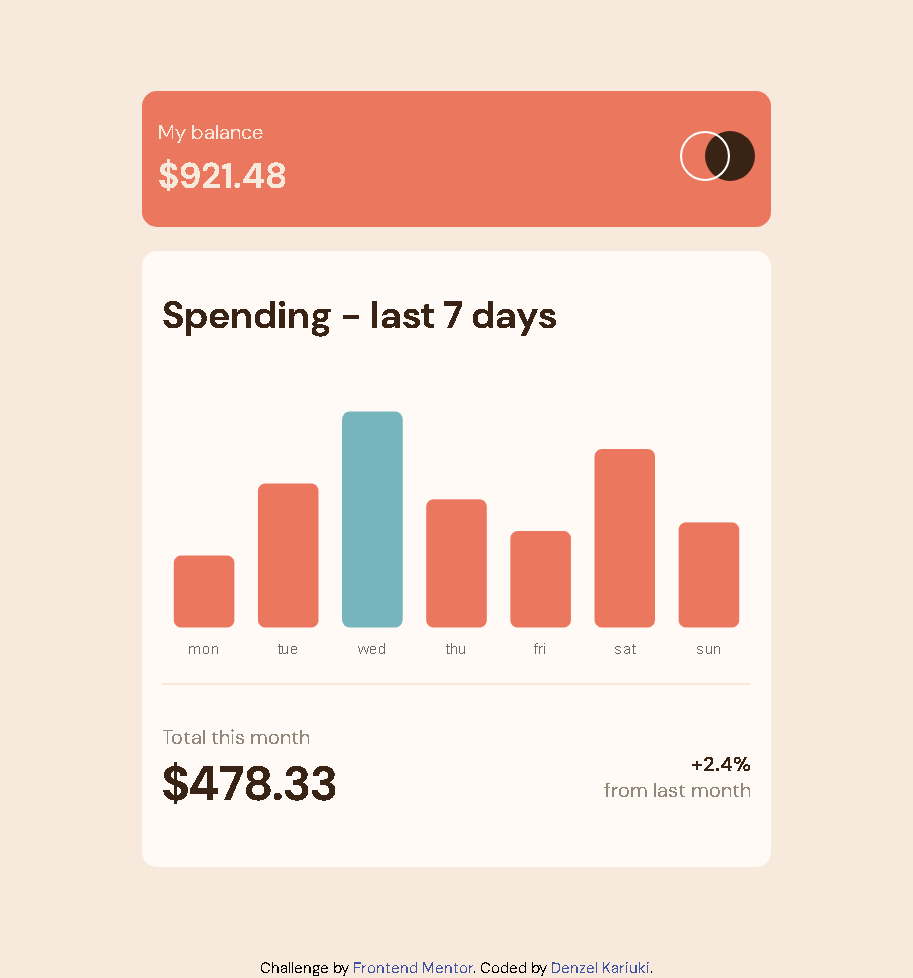 My balance
$921.48
Spending - last 7 days
mon tue wed thu fri sat sun
Total this month
$478.33
+2.4%
from last month
Challenge by Frontend Mentor. Coded by Denzel Kariuki.